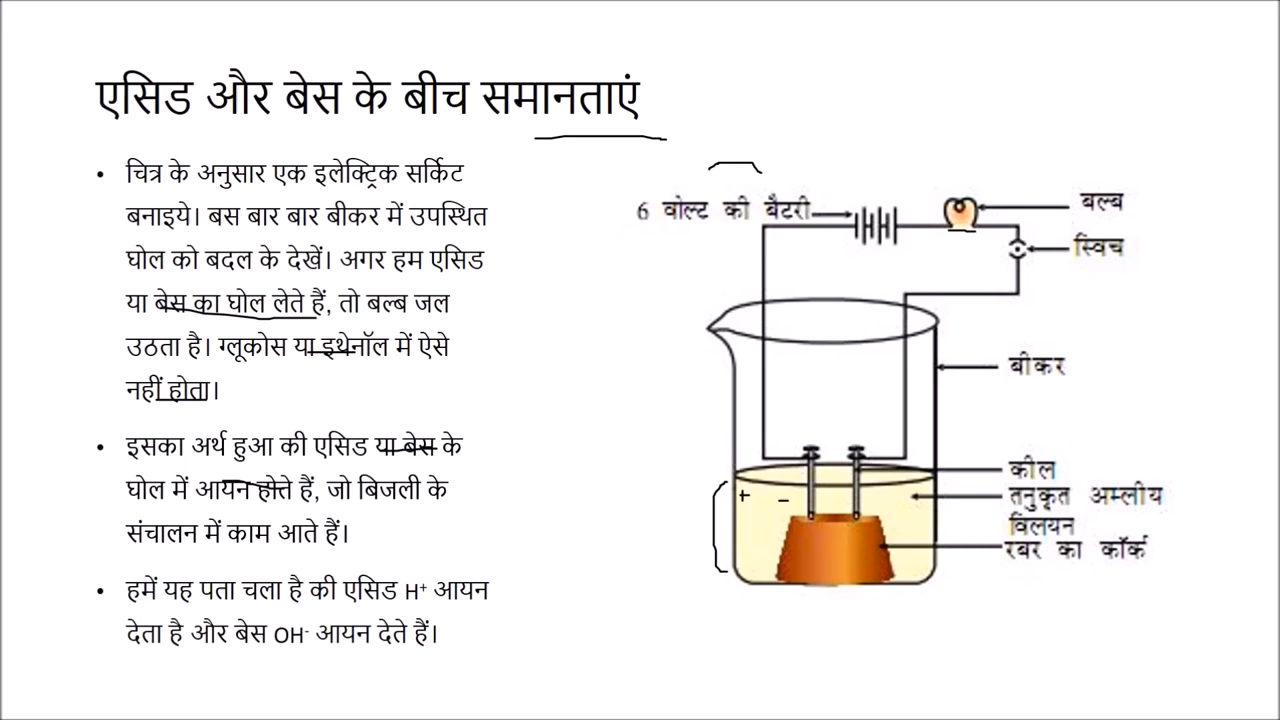 एसिड और बेस के बीच समानताएं
• चित्र के अनुसार एक इलेक्ट्रिक सर्किट
बनाइये। बस बार बार बीकर में उपस्थित
घोल को बदल के देखें। अगर हम एसिड
या बेस का घोल लेते हैं, तो बल्ब जल
उठता है। ग्लूकोस या इथेनॉल में ऐसे
नहीं होता।
• इसका अर्थ हुआ की एसिड या बेस के
घोल में आयन होते हैं, जो बिजली के
संचालन में काम आते हैं।
• हमें यह पता चला है की एसिड H⁺ आयन
देता है और बेस OH⁻ आयन देते हैं।
6 वोल्ट की बैटरी
बल्ब
स्विच
बीकर
कील
तनुकृत अम्लीय
विलयन
रबर का कॉर्क
+ −